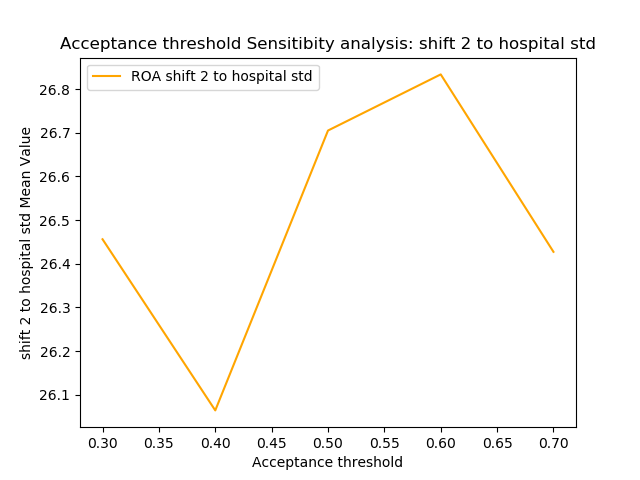 Acceptance threshold Sensitibity analysis: shift 2 to hospital std
ROA shift 2 to hospital std
shift 2 to hospital std Mean Value
26.8
26.7
26.6
26.5
26.4
26.3
26.2
26.1
0.30 0.35 0.40 0.45 0.50 0.55 0.60 0.65 0.70
Acceptance threshold